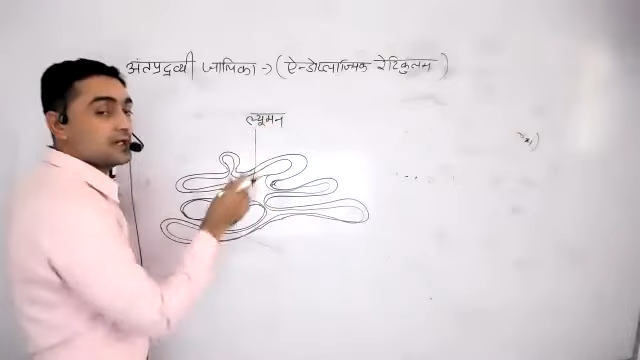 अंतप्रद्रव्यी जालिका → (ऐन्डोप्लाज्मिक रेटिकुलम)
ल्यूमन